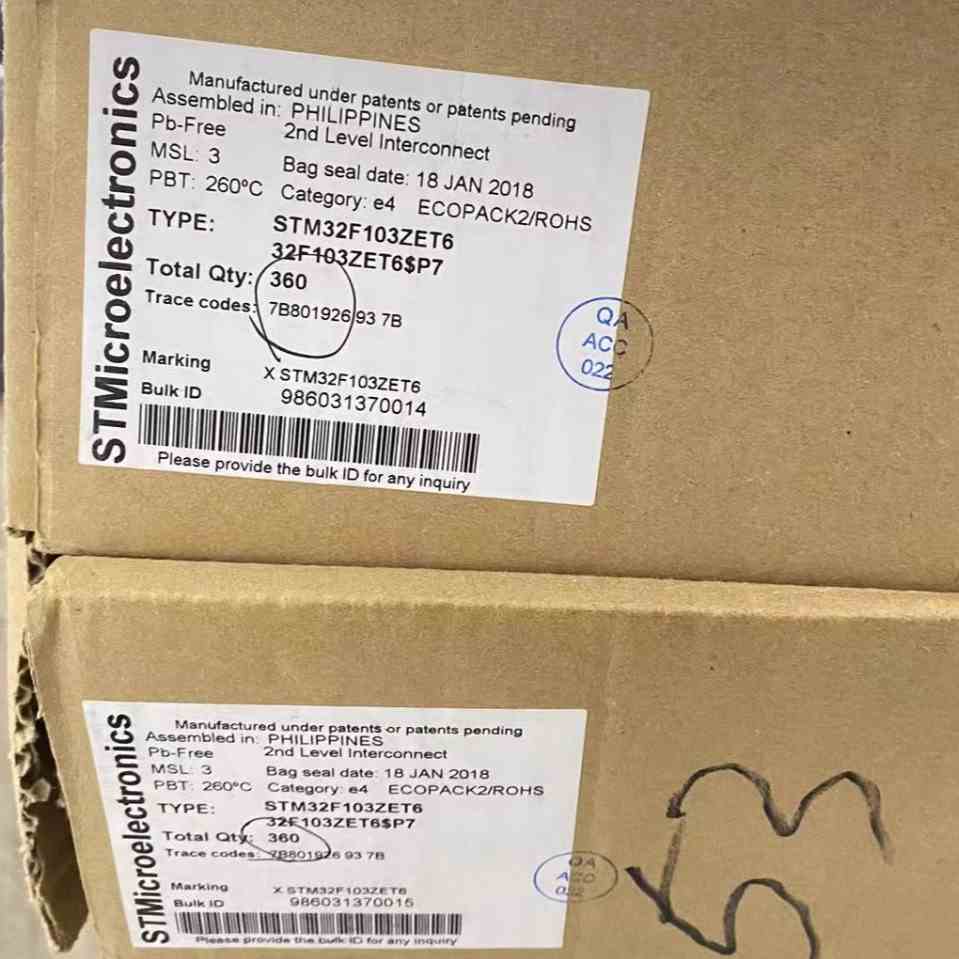 STMicroelectronics
Manufactured under patents or patents pending
Assembled in: PHILIPPINES
Pb-Free 2nd Level Interconnect
MSL: 3 Bag seal date: 18 JAN 2018
PBT: 260°C Category: e4 ECOPACK2/ROHS
TYPE: STM32F103ZET6
32F103ZET6$P7
Total Qty: 360
Trace codes: 7B801926 93 7B
Marking X STM32F103ZET6
Bulk ID 986031370014
Please provide the bulk ID for any inquiry
QA
ACC
022
STMicroelectronics
Manufactured under patents or patents pending
Assembled in: PHILIPPINES
Pb-Free 2nd Level Interconnect
MSL: 3 Bag seal date: 18 JAN 2018
PBT: 260°C Category: e4 ECOPACK2/ROHS
TYPE: STM32F103ZET6
32F103ZET6$P7
Total Qty: 360
Trace codes: 7B801926 93 7B
Marking X STM32F103ZET6
Bulk ID 986031370015
Please provide the bulk ID for any inquiry
QA
ACC
022